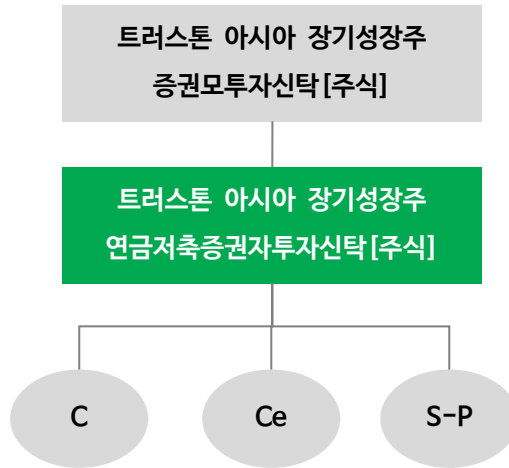 트러스톤 아시아 장기성장주
증권모투자신탁[주식]
트러스톤 아시아 장기성장주
연금저축증권자투자신탁[주식]
C
Ce
S-P